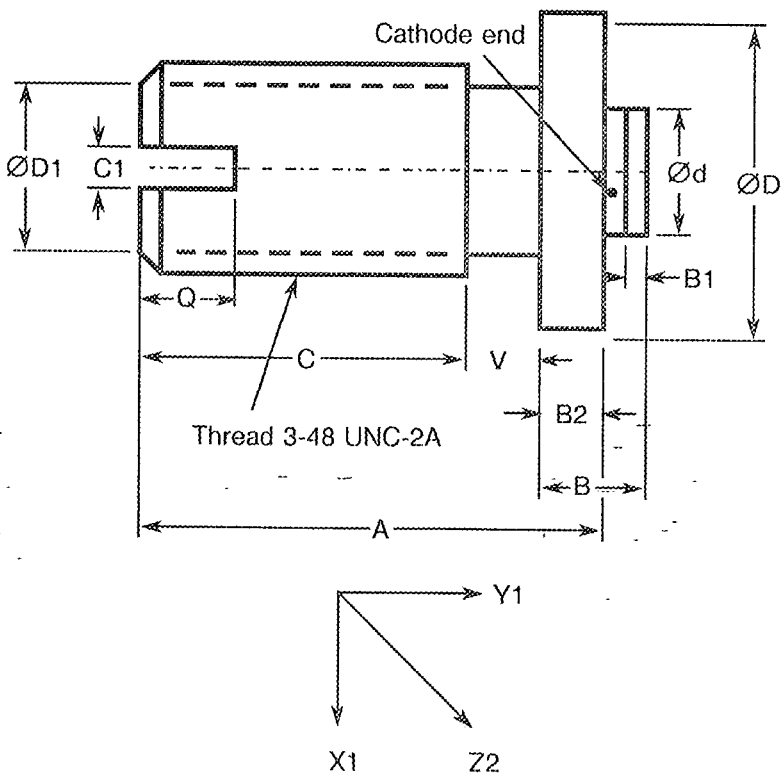 Cathode end
ØD1
C1
Ød
ØD
B1
Q
C
V
B2
Thread 3-48 UNC-2A
B
A
Y1
X1
Z2